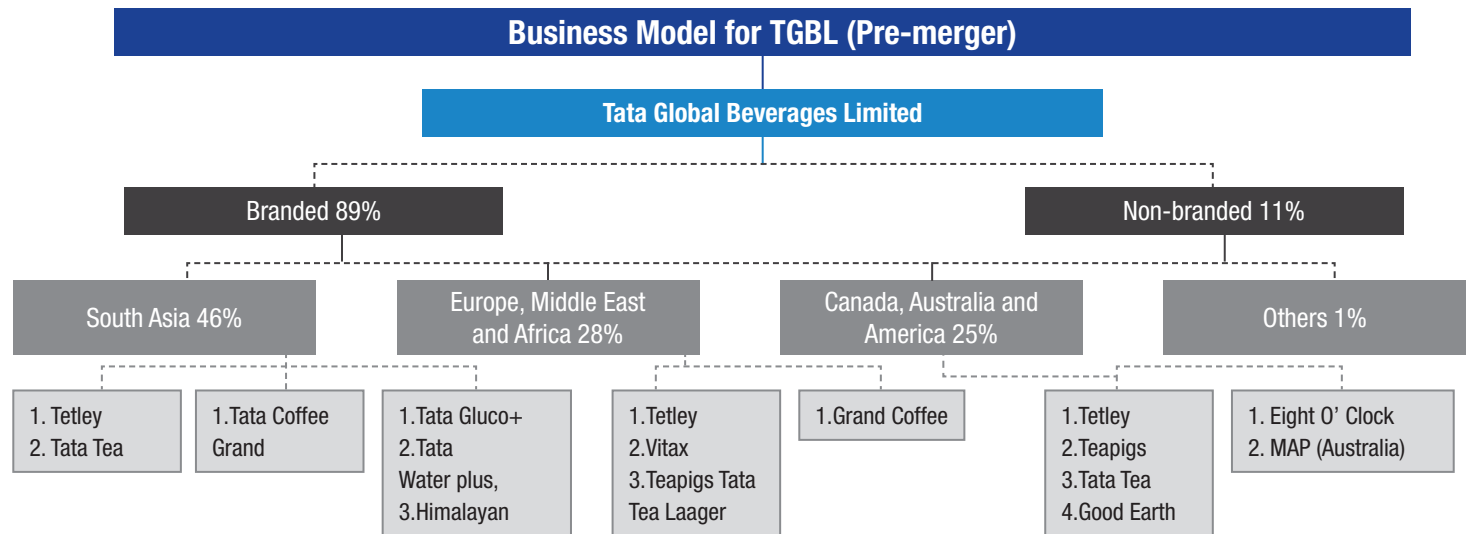 Business Model for TGBL (Pre-merger)
Tata Global Beverages Limited
Branded 89%
Non-branded 11%
South Asia 46%
Europe, Middle East
and Africa 28%
Canada, Australia and
America 25%
Others 1%
1. Tetley
2. Tata Tea
1.Tata Coffee
Grand
1.Tata Gluco+
2.Tata
Water plus,
3.Himalayan
1.Tetley
2.Vitax
3.Teapigs Tata
Tea Laager
1.Grand Coffee
1.Tetley
2.Teapigs
3.Tata Tea
4.Good Earth
1. Eight O’ Clock
2. MAP (Australia)